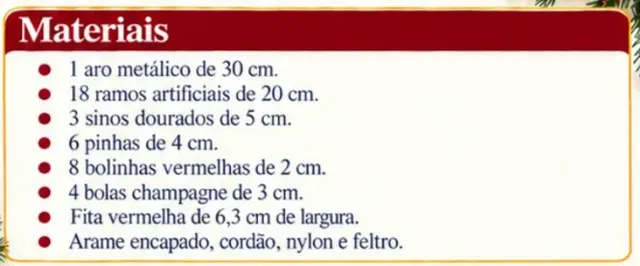 Materiais
● 1 aro metálico de 30 cm.
● 18 ramos artificiais de 20 cm.
● 3 sinos dourados de 5 cm.
● 6 pinhas de 4 cm.
● 8 bolinhas vermelhas de 2 cm.
● 4 bolas champagne de 3 cm.
● Fita vermelha de 6,3 cm de largura.
● Arame encapado, cordão, nylon e feltro.